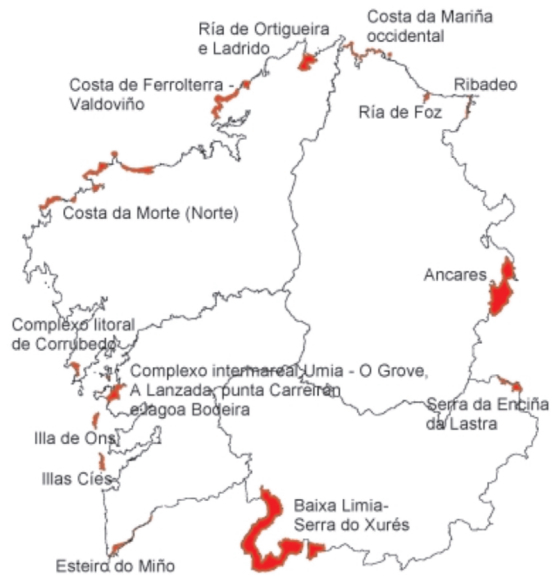 Ría de Ortigueira
e Ladrido
Costa da Mariña
occidental
Costa de Ferrolterra -
Valdoviño
Ribadeo
Ría de Foz
Costa da Morte (Norte)
Ancares
Complexo litoral
de Corrubedo
Complexo intermareal Umia - O Grove,
A Lanzada, punta Carreirón
e lagoa Bodeira
Serra da Enciña
da Lastra
Illa de Ons
Illas Cíes
Baixa Limia-
Serra do Xurés
Esteiro do Miño